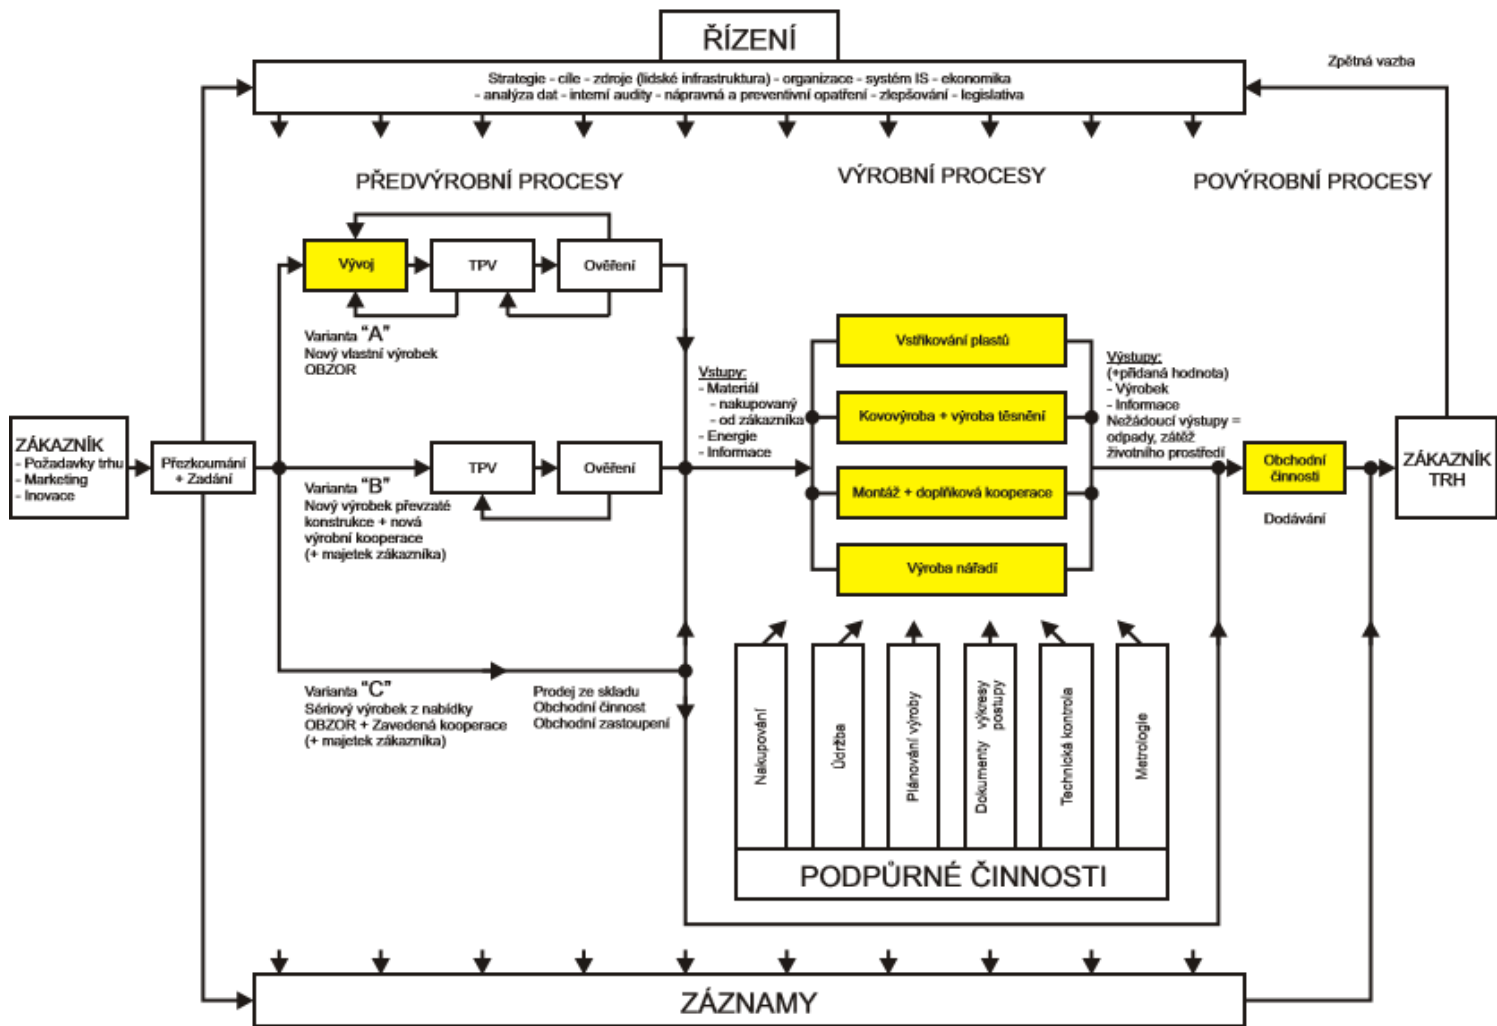 ŘÍZENÍ
Strategie - cíle - zdroje (lidské infrastruktura) - organizace - systém IS - ekonomika
- analýza dat - interní audity - nápravná a preventivní opatření - zlepšování - legislativa
Zpětná vazba
PŘEDVÝROBNÍ PROCESY
VÝROBNÍ PROCESY
POVÝROBNÍ PROCESY
Vývoj
TPV
Ověření
Varianta "A"
Nový vlastní výrobek
OBZOR
ZÁKAZNÍK
- Požadavky trhu
- Marketing
- Inovace
Přezkoumání
+ Zadání
TPV
Ověření
Varianta "B"
Nový výrobek převzaté
konstrukce + nová
výrobní kooperace
(+ majetek zákazníka)
Varianta "C"
Sériový výrobek z nabídky
OBZOR + Zavedená kooperace
(+ majetek zákazníka)
Prodej ze skladu
Obchodní činnost
Obchodní zastoupení
Vstupy:
- Materiál
- nakupovaný
- od zákazníka
- Energie
- Informace
Vstřikování plastů
Kovovýroba + výroba těsnění
Montáž + doplňková kooperace
Výroba nářadí
Výstupy:
(+přidaná hodnota)
- Výrobek
- Informace
Nežádoucí výstupy =
odpady, zátěž
životního prostředí
Obchodní
činnosti
Dodávání
ZÁKAZNÍK
TRH
Nakupování
Údržba
Plánování výroby
Dokumenty výkresy
postupy
Technická kontrola
Metrologie
PODPŮRNÉ ČINNOSTI
ZÁZNAMY